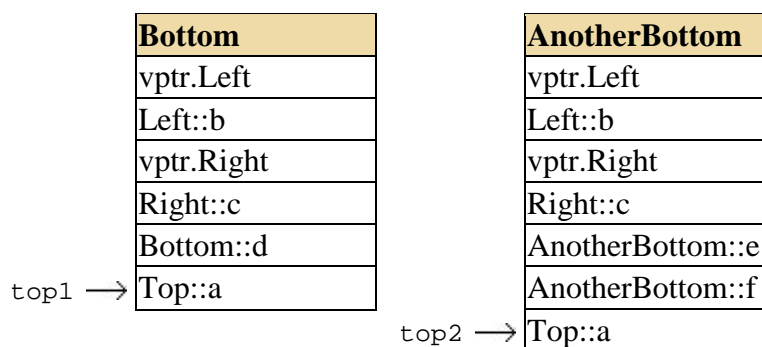 Bottom
vptr.Left
Left::b
vptr.Right
Right::c
Bottom::d
top1 → Top::a
AnotherBottom
vptr.Left
Left::b
vptr.Right
Right::c
AnotherBottom::e
AnotherBottom::f
top2 → Top::a